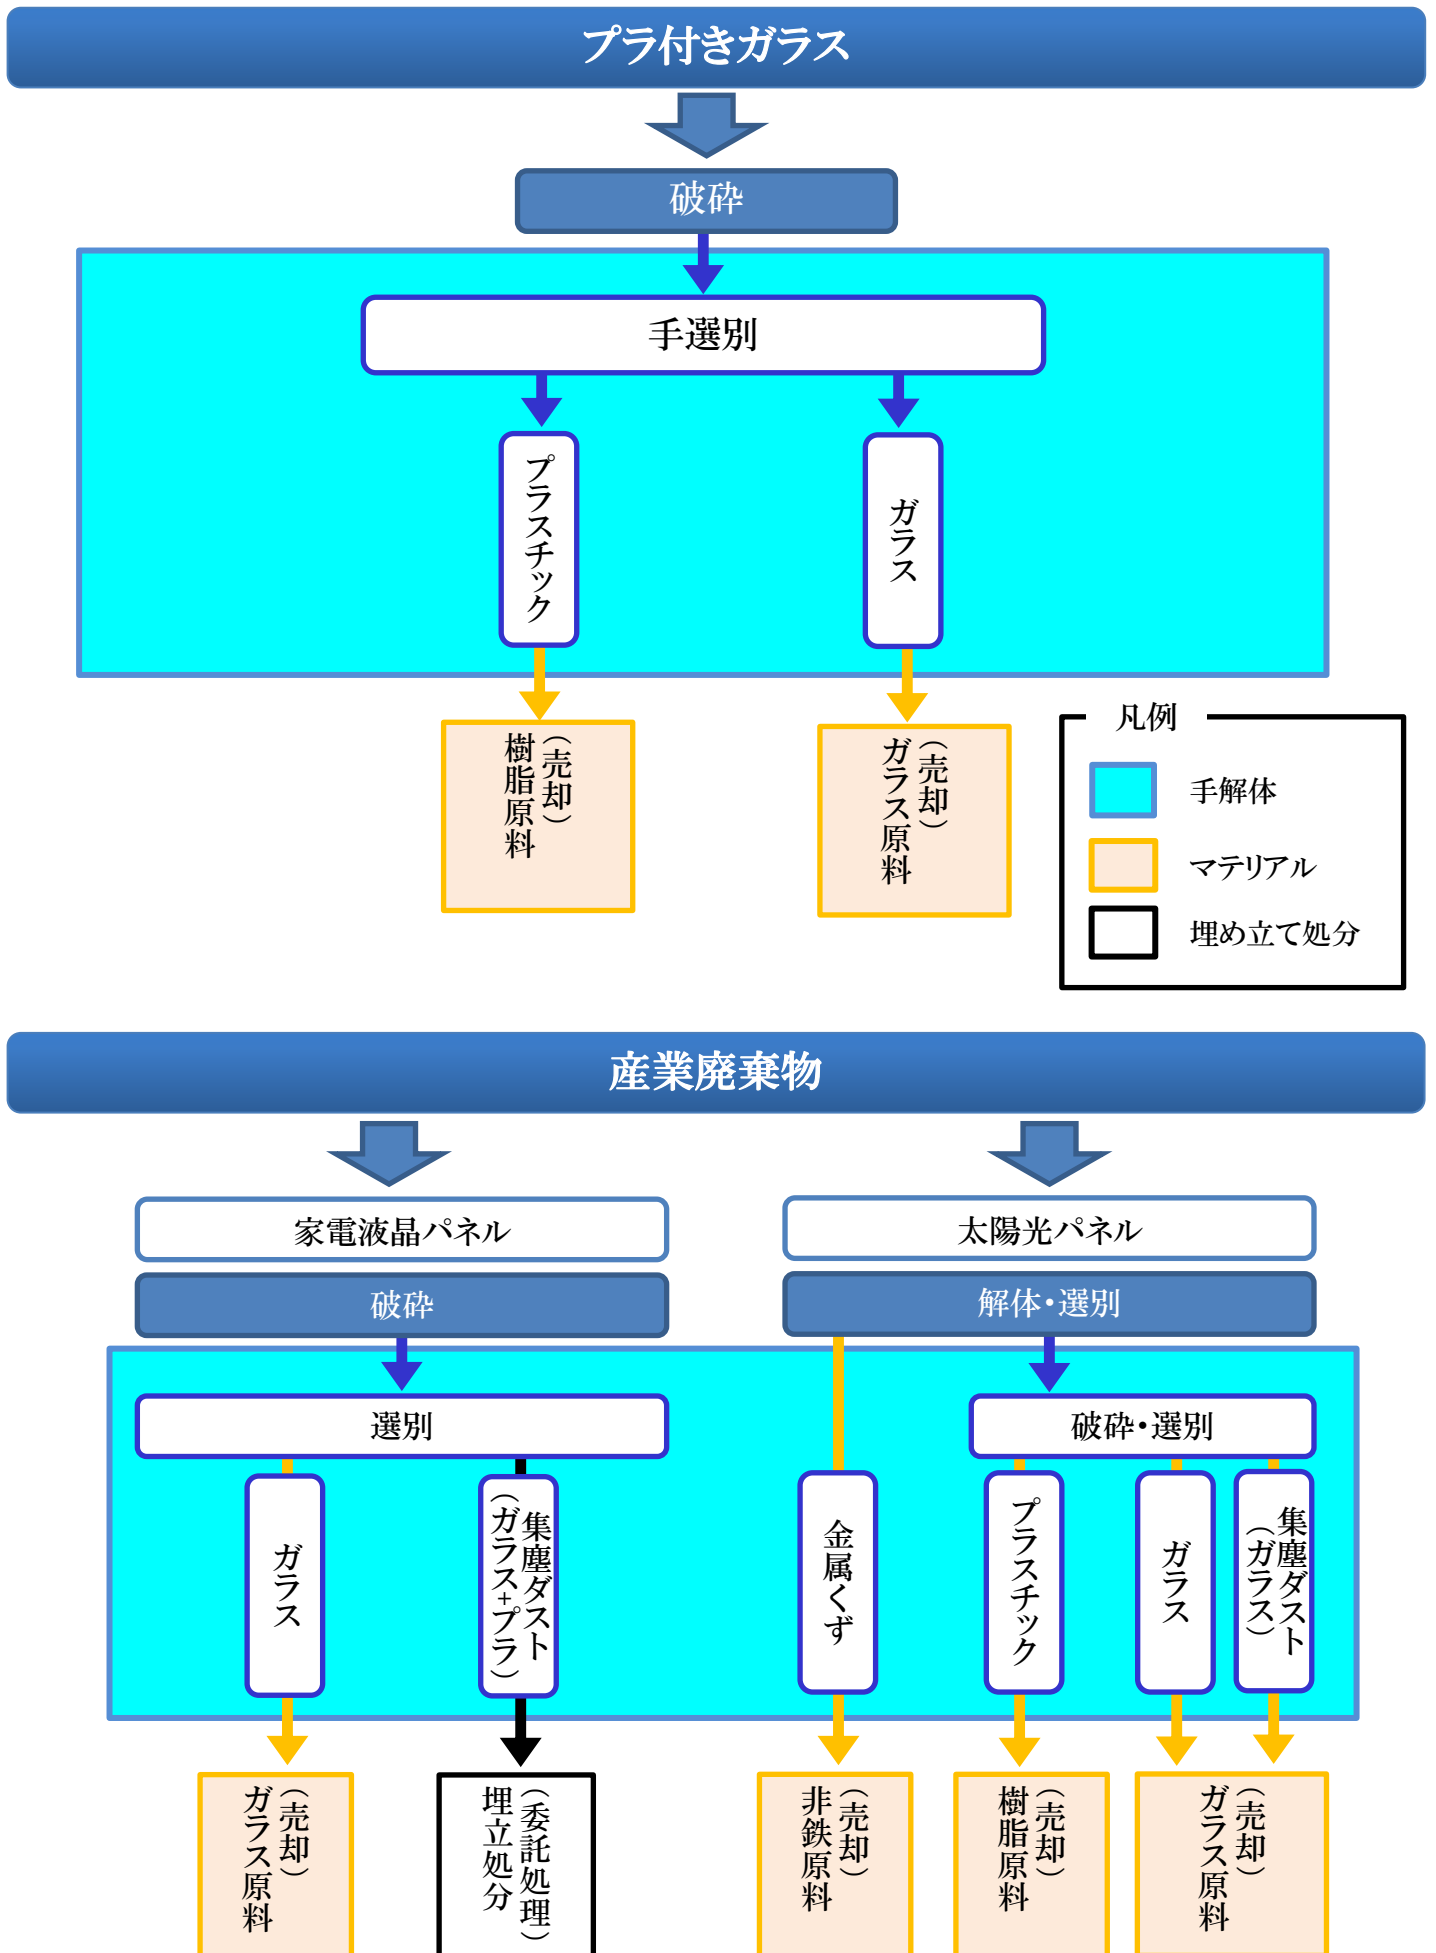 プラ付きガラス
破砕
手選別
プラスチック
ガラス
（売却）
樹脂原料
（売却）
ガラス原料
凡例
手解体
マテリアル
埋め立て処分
産業廃棄物
家電液晶パネル
太陽光パネル
破砕
解体・選別
選別
破砕・選別
ガラス
集塵ダスト
（ガラス+プラ）
金属くず
プラスチック
ガラス
集塵ダスト
（ガラス）
（売却）
ガラス原料
（委託処理）
埋立処分
（売却）
非鉄原料
（売却）
樹脂原料
（売却）
ガラス原料